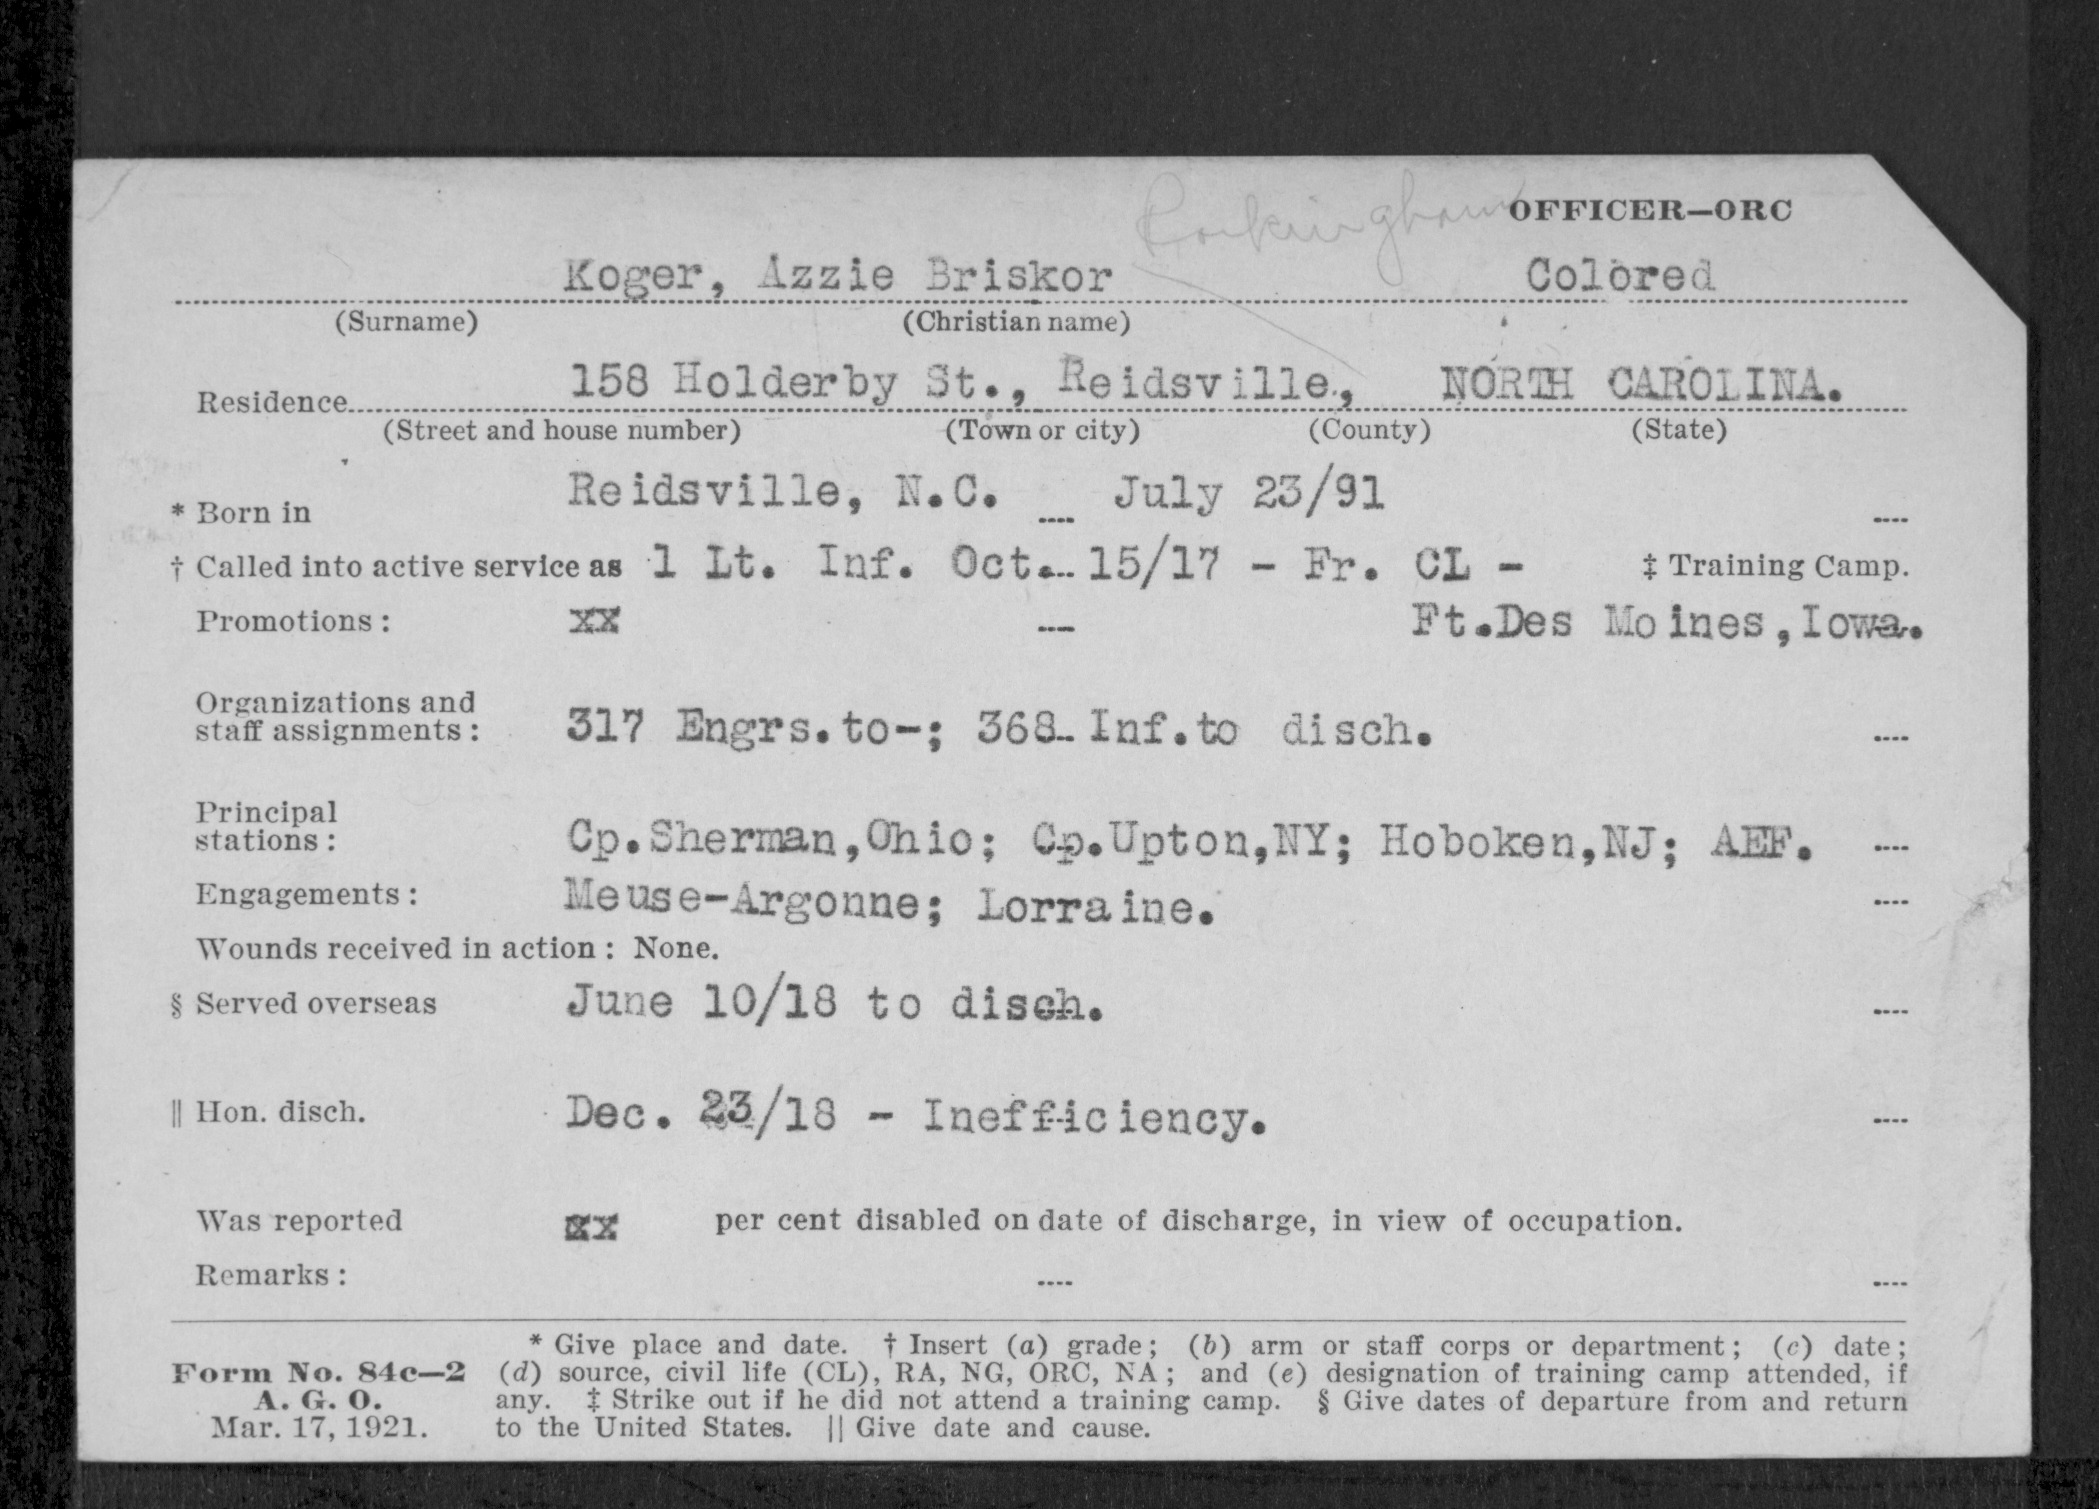 Rockingham
OFFICER—ORC
Koger, Azzie Briskor Colored
(Surname) (Christian name)
Residence 158 Holderby St., Reidsville, NORTH CAROLINA.
(Street and house number) (Town or city) (County) (State)
* Born in Reidsville, N.C. July 23/91
† Called into active service as 1 Lt. Inf. Oct. 15/17 - Fr. CL - ‡ Training Camp.
Promotions: xx Ft.Des Moines,Iowa.
Organizations and
staff assignments: 317 Engrs.to-; 368 Inf.to disch.
Principal
stations: Cp.Sherman,Ohio; Cp.Upton,NY; Hoboken,NJ; AEF.
Engagements: Meuse-Argonne; Lorraine.
Wounds received in action: None.
§ Served overseas June 10/18 to disch.
|| Hon. disch. Dec. 23/18 - Inefficiency.
Was reported xx per cent disabled on date of discharge, in view of occupation.
Remarks:
* Give place and date. † Insert (a) grade; (b) arm or staff corps or department; (c) date;
Form No. 84c—2 (d) source, civil life (CL), RA, NG, ORC, NA; and (e) designation of training camp attended, if
A. G. O. any. ‡ Strike out if he did not attend a training camp. § Give dates of departure from and return
Mar. 17, 1921. to the United States. || Give date and cause.